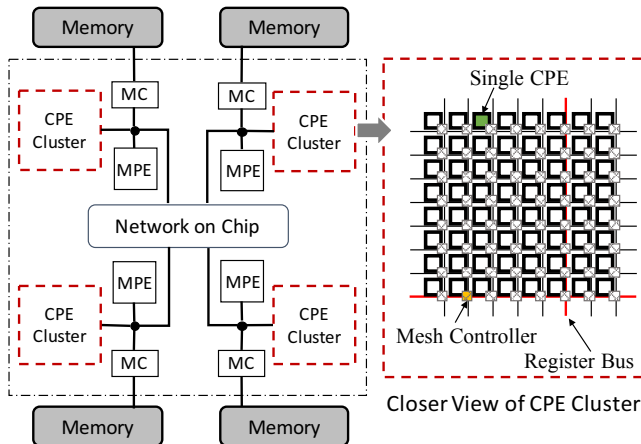 Memory
Memory
MC
MC
CPE
Cluster
CPE
Cluster
MPE
MPE
Network on Chip
MPE
MPE
CPE
Cluster
CPE
Cluster
MC
MC
Memory
Memory
Single CPE
Mesh Controller
Register Bus
Closer View of CPE Cluster